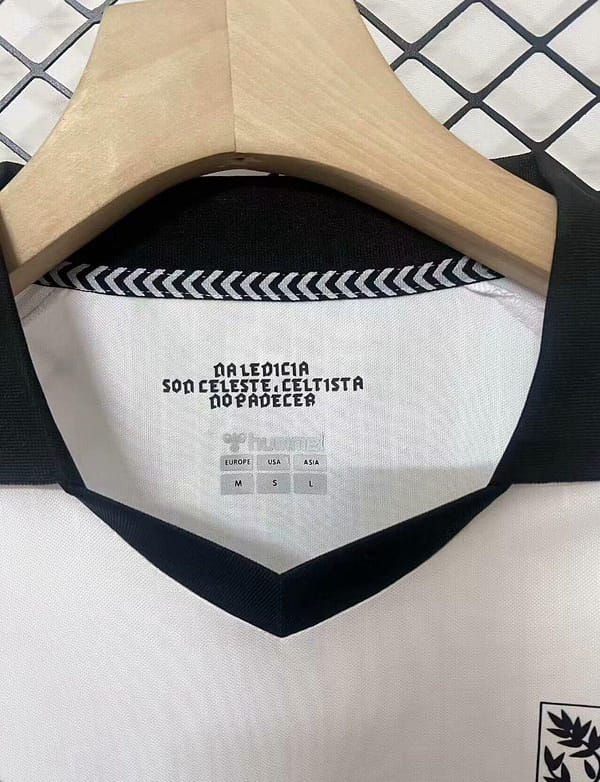 NA LEDICIA
SON CELESTE, CELTISTA
NO PADECER
hummel
EUROPE USA ASIA
M S L